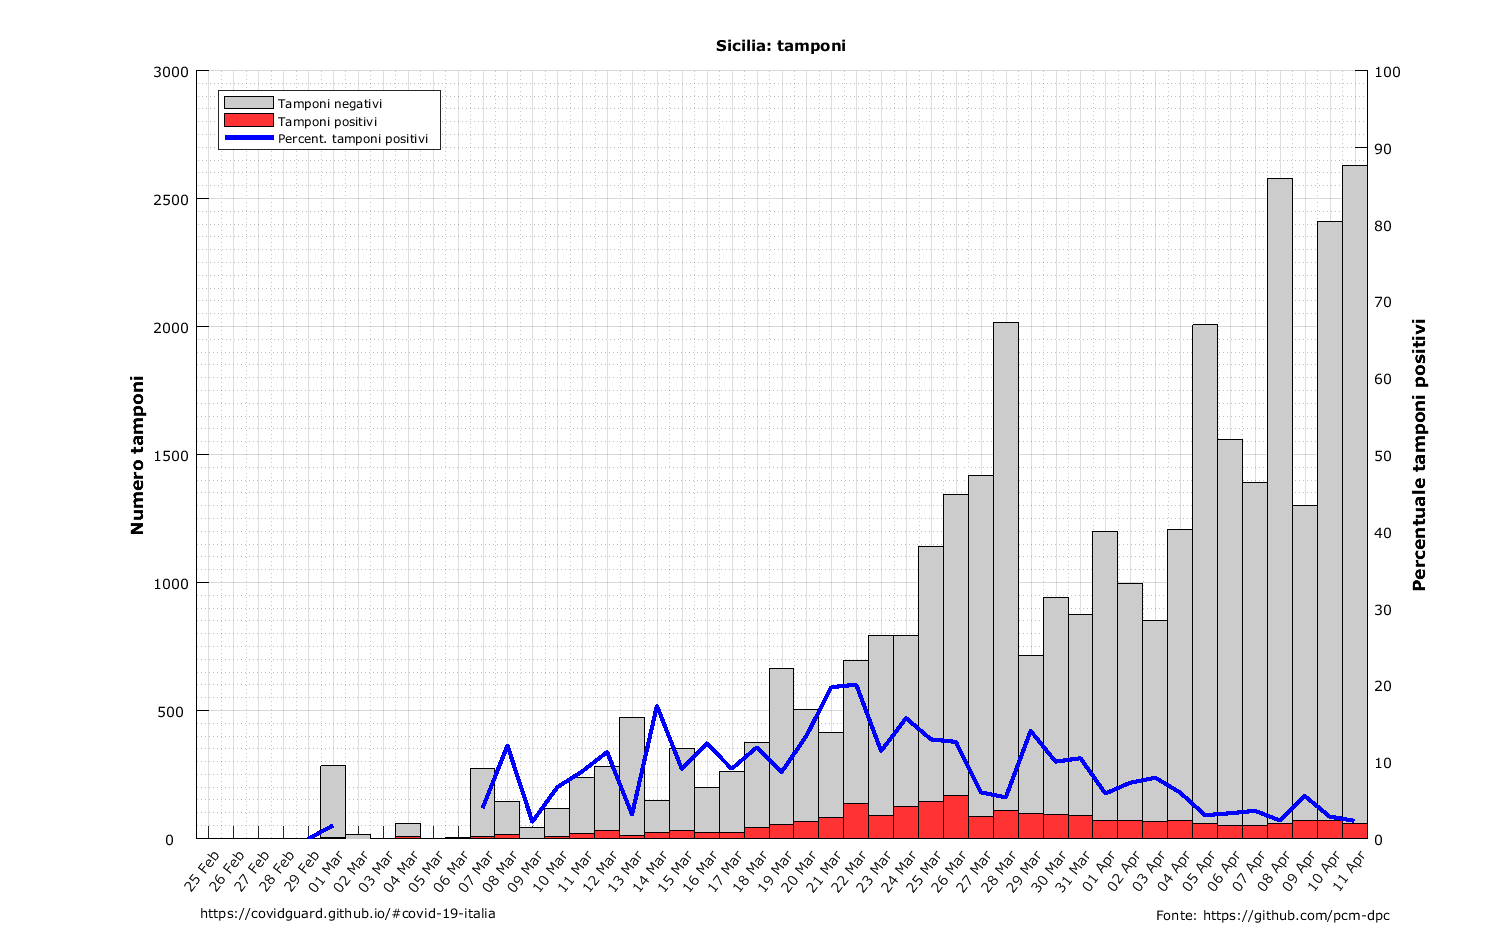 Sicilia: tamponi
Tamponi negativi
Tamponi positivi
Percent. tamponi positivi
Numero tamponi
3000
2500
2000
1500
1000
500
0
Percentuale tamponi positivi
100
90
80
70
60
50
40
30
20
10
0
25 Feb
26 Feb
27 Feb
28 Feb
29 Feb
01 Mar
02 Mar
03 Mar
04 Mar
05 Mar
06 Mar
07 Mar
08 Mar
09 Mar
10 Mar
11 Mar
12 Mar
13 Mar
14 Mar
15 Mar
16 Mar
17 Mar
18 Mar
19 Mar
20 Mar
21 Mar
22 Mar
23 Mar
24 Mar
25 Mar
26 Mar
27 Mar
28 Mar
29 Mar
30 Mar
31 Mar
01 Apr
02 Apr
03 Apr
04 Apr
05 Apr
06 Apr
07 Apr
08 Apr
09 Apr
10 Apr
11 Apr
https://covidguard.github.io/#covid-19-italia
Fonte: https://github.com/pcm-dpc